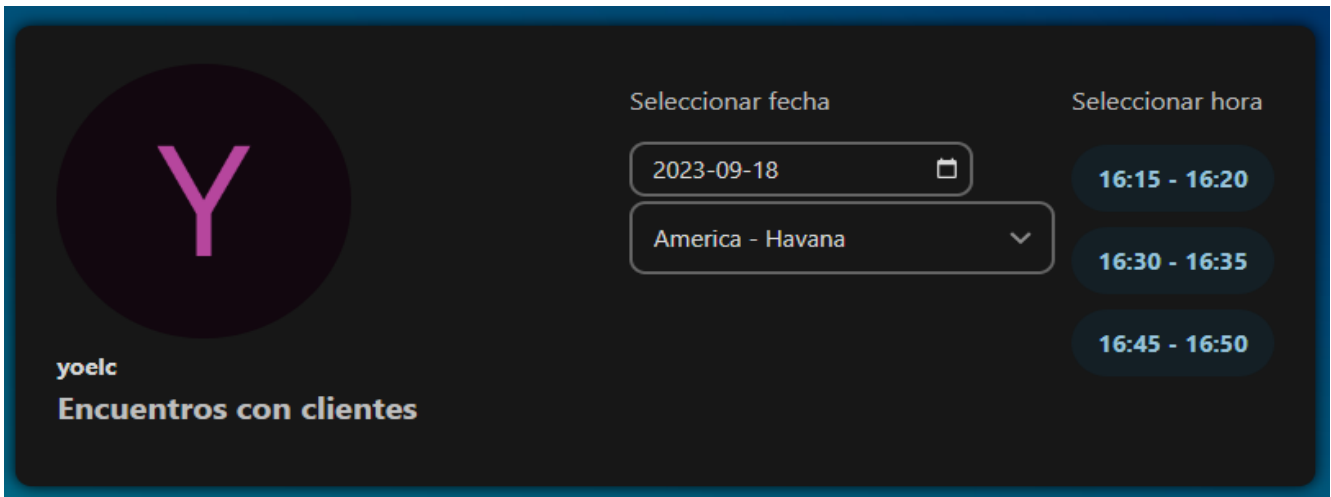 Y
yoelc
Encuentros con clientes
Seleccionar fecha
2023-09-18
America - Havana
Seleccionar hora
16:15 - 16:20
16:30 - 16:35
16:45 - 16:50